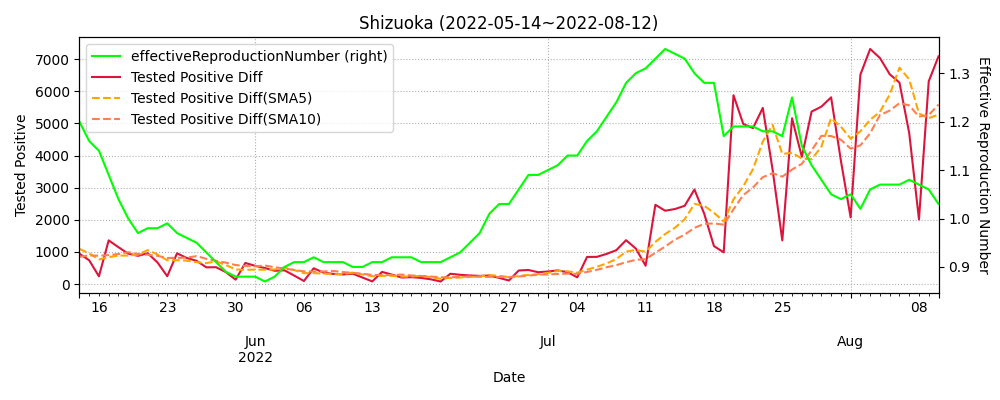 Shizuoka (2022-05-14~2022-08-12)
effectiveReproductionNumber (right)
Tested Positive Diff
Tested Positive Diff(SMA5)
Tested Positive Diff(SMA10)
Tested Positive
7000
6000
5000
4000
3000
2000
1000
0
1.3
1.2
1.1
1.0
0.9
Effective Reproduction Number
16 23 30 06 13 20 27 04 11 18 25 08
Jun Jul Aug
2022
Date